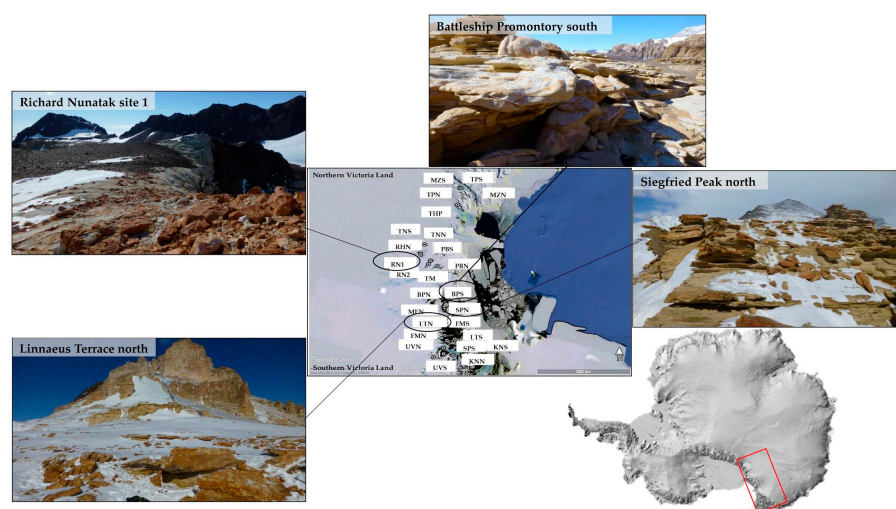 Battleship Promontory south
Richard Nunatak site 1
Siegfried Peak north
Northern Victoria Land
MZS TPS
TPN MZN
THP
TNS TNN
RHN PBS
RN1 PBN
RN2 TM
BPN BPS
MFN SPN
LTN FMS
FMN LTS
UVN SPS KNS
KNN
UVS
Southern Victoria Land
200 km
Linnaeus Terrace north